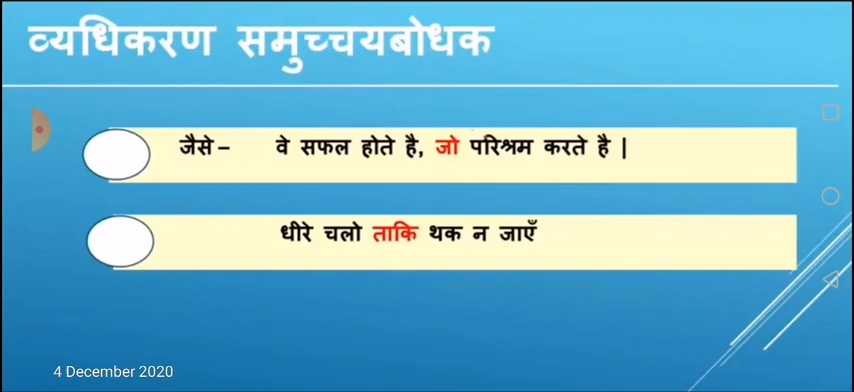 व्यधिकरण समुच्चयबोधक
जैसे – वे सफल होते है, जो परिश्रम करते है |
धीरे चलो ताकि थक न जाएँ
4 December 2020